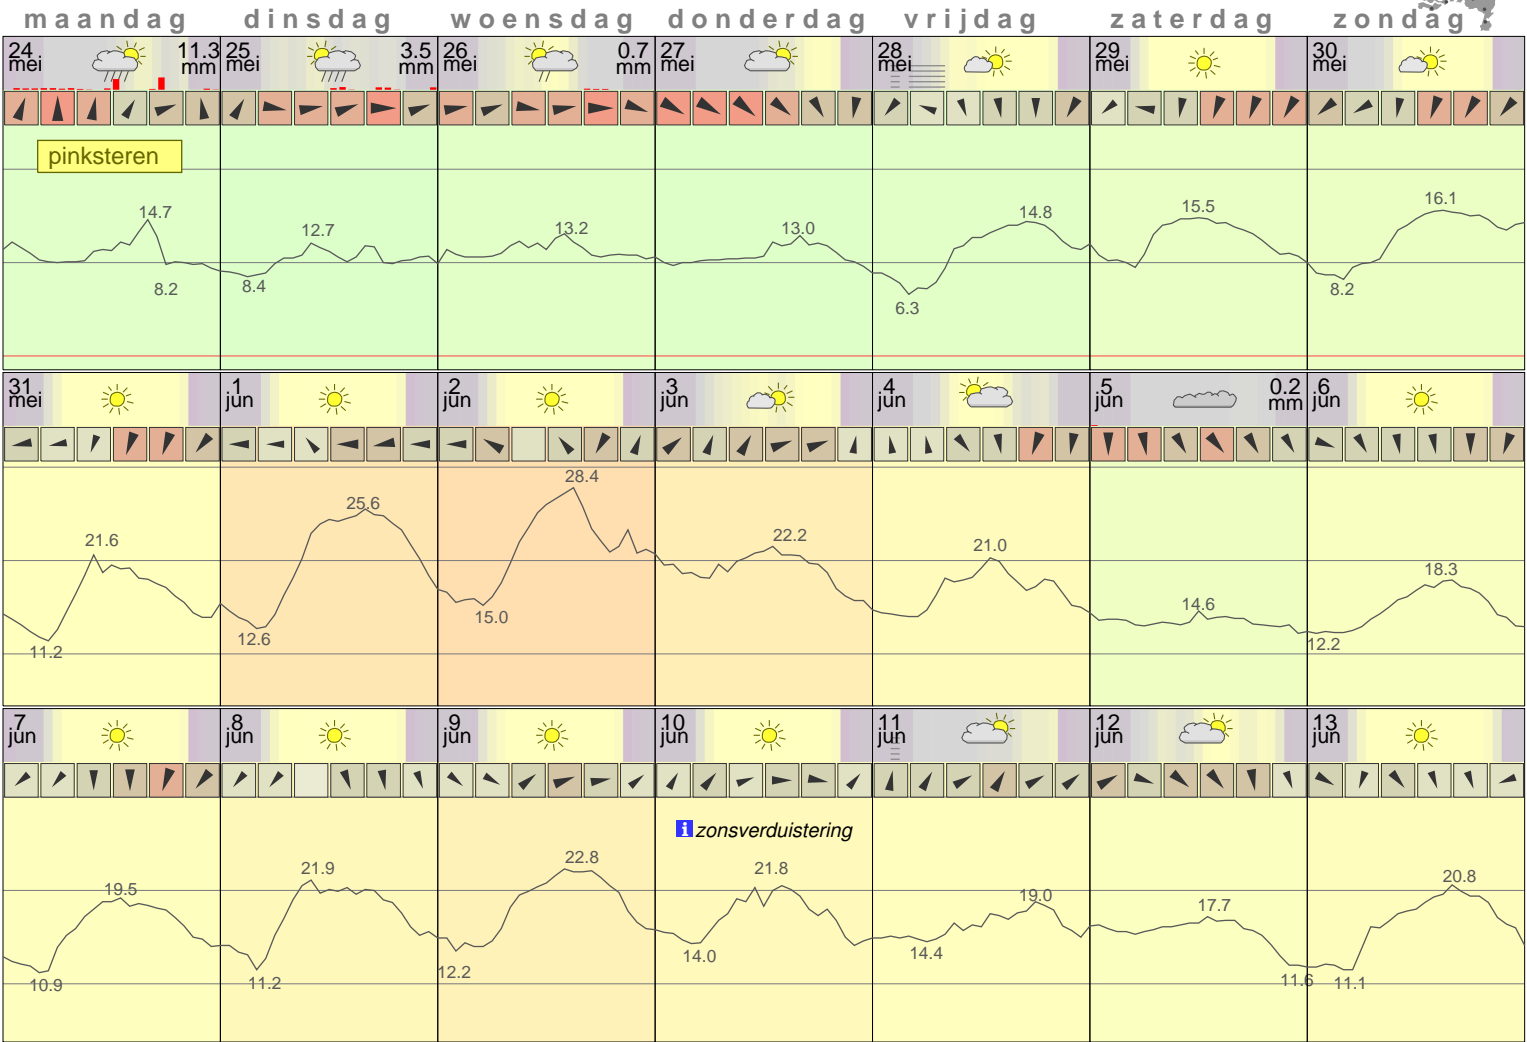 maandag dinsdag woensdag donderdag vrijdag zaterdag zondag
24 mei 11.3 mm 25 mei 3.5 mm 26 mei 0.7 mm 27 mei 28 mei 29 mei 30 mei
pinksteren
14.7 8.2 8.4 12.7 13.2 13.0 6.3 14.8 15.5 8.2 16.1
31 mei 1 jun 2 jun 3 jun 4 jun 5 jun 0.2 mm 6 jun
11.2 21.6 12.6 25.6 15.0 28.4 22.2 21.0 14.6 12.2 18.3
7 jun 8 jun 9 jun 10 jun 11 jun 12 jun 13 jun
i zonsverduistering
10.9 19.5 11.2 21.9 12.2 22.8 14.0 21.8 14.4 19.0 17.7 11.6 11.1 20.8